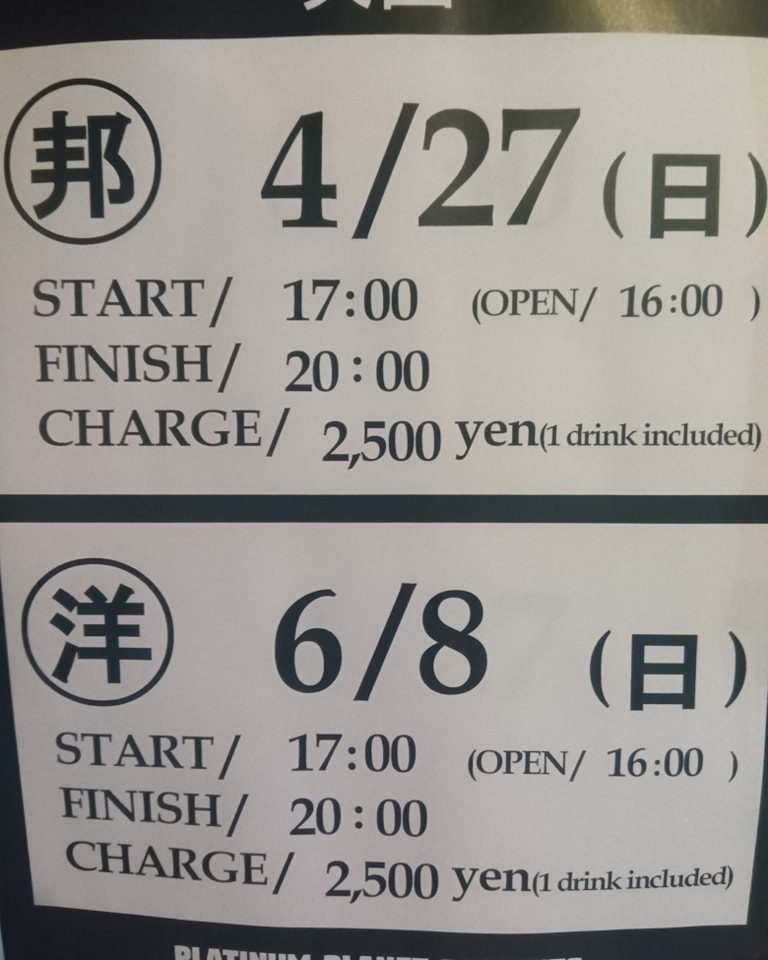 邦 4/27 (日)
START/ 17:00 (OPEN/ 16:00 )
FINISH/ 20:00
CHARGE/ 2,500 yen(1 drink included)
洋 6/8 (日)
START/ 17:00 (OPEN/ 16:00 )
FINISH/ 20:00
CHARGE/ 2,500 yen(1 drink included)
PLATINUM PLANET